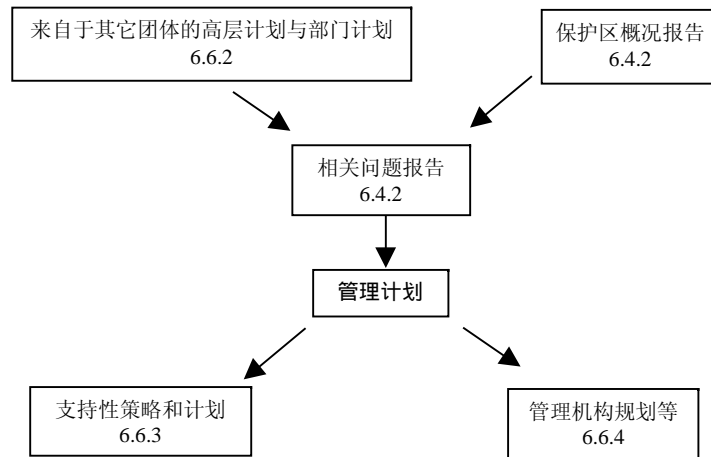 来自于其它团体的高层计划与部门计划
6.6.2
保护区概况报告
6.4.2
相关问题报告
6.4.2
管理计划
支持性策略和计划
6.6.3
管理机构规划等
6.6.4